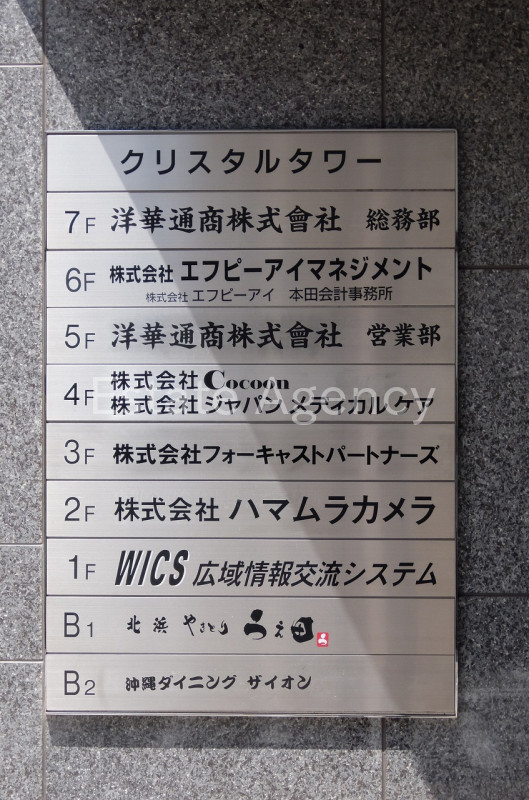 クリスタルタワー
7F 洋華通商株式會社 総務部
6F 株式会社 エフピーアイマネジメント
株式会社 エフピーアイ 本田会計事務所
5F 洋華通商株式會社 営業部
4F 株式会社 Cocoon
株式会社 ジャパン メディカル ケア
Estate Agency
3F 株式会社フォーキャストパートナーズ
2F 株式会社 ハマムラカメラ
1F WICS 広域情報交流システム
B1 北浜 やきとり うえ田
B2 沖縄ダイニング ザイオン